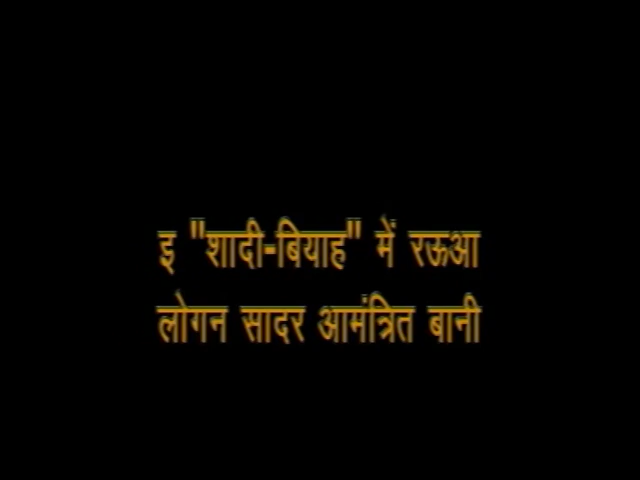 इ "शादी-बियाह" में रऊआ
लोगन सादर आमंत्रित बानी